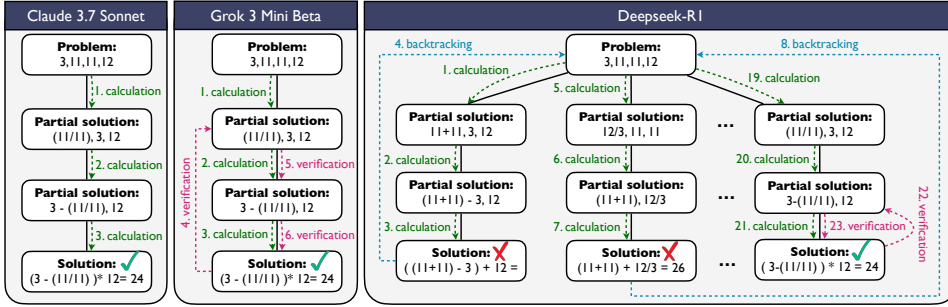 Claude 3.7 Sonnet
Problem:
3,11,11,12
1. calculation
Partial solution:
(11/11), 3, 12
2. calculation
Partial solution:
3 - (11/11), 12
3. calculation
Solution:
(3 - (11/11) )* 12= 24
Grok 3 Mini Beta
Problem:
3,11,11,12
1. calculation
Partial solution:
(11/11), 3, 12
2. calculation
5. verification
4. verification
Partial solution:
3 - (11/11), 12
3. calculation
6. verification
Solution:
(3 - (11/11) )* 12= 24
Deepseek-R1
4. backtracking
8. backtracking
Problem:
3,11,11,12
1. calculation
5. calculation
19. calculation
Partial solution:
11+11, 3, 12
Partial solution:
12/3, 11, 11
...
Partial solution:
(11/11), 3, 12
2. calculation
6. calculation
20. calculation
Partial solution:
(11+11) - 3, 12
Partial solution:
(11+11), 12/3
...
Partial solution:
3-(11/11), 12
3. calculation
7. calculation
21. calculation
23. verification
22. verification
Solution:
( (11+11) - 3 ) + 12 =
Solution:
(11+11) + 12/3 = 26
...
Solution:
( 3-(11/11) ) * 12 = 24